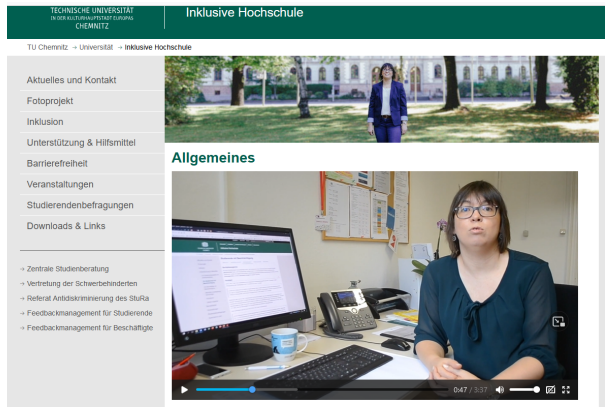 TECHNISCHE UNIVERSITÄT
IN DER KULTURHAUPTSTADT EUROPAS
CHEMNITZ
Inklusive Hochschule
TU Chemnitz → Universität → Inklusive Hochschule
Aktuelles und Kontakt
Fotoprojekt
Inklusion
Unterstützung & Hilfsmittel
Barrierefreiheit
Veranstaltungen
Studierendenbefragungen
Downloads & Links
→ Zentrale Studienberatung
→ Vertretung der Schwerbehinderten
→ Referat Antidiskriminierung des StuRa
→ Feedbackmanagement für Studierende
→ Feedbackmanagement für Beschäftigte
Allgemeines
0:47 / 3:37